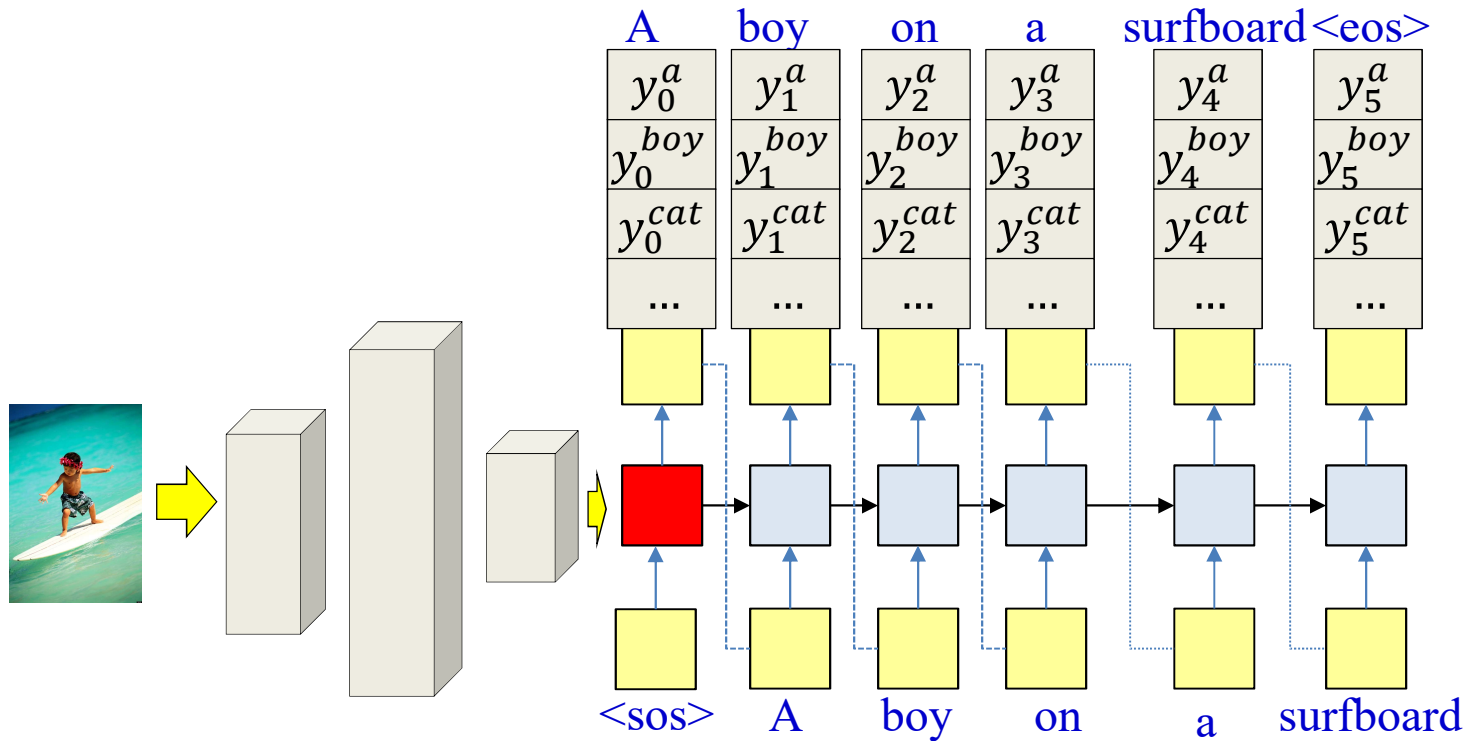 A boy on a surfboard <eos>
y_0^a y_1^a y_2^a y_3^a y_4^a y_5^a
y_0^boy y_1^boy y_2^boy y_3^boy y_4^boy y_5^boy
y_0^cat y_1^cat y_2^cat y_3^cat y_4^cat y_5^cat
... ... ... ... ... ...
<sos> A boy on a surfboard